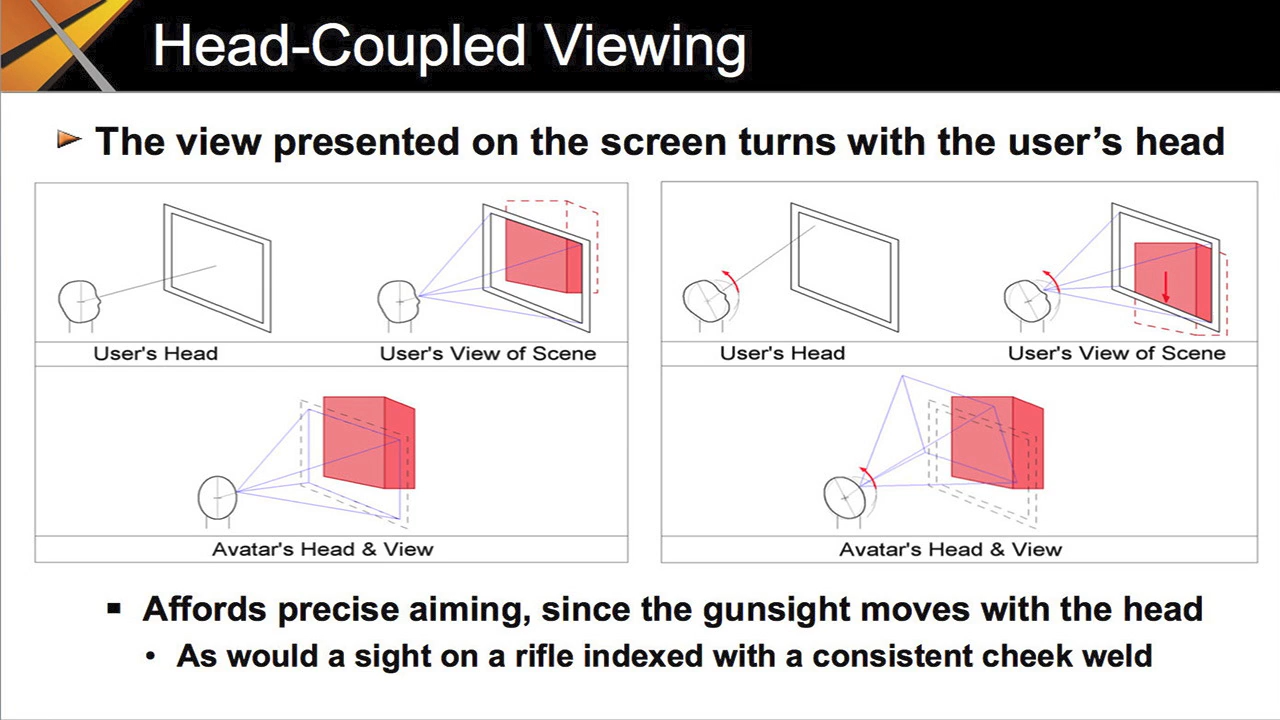 Head-Coupled Viewing
The view presented on the screen turns with the user's head
User's Head
User's View of Scene
Avatar's Head & View
User's Head
User's View of Scene
Avatar's Head & View
Affords precise aiming, since the gunsight moves with the head
As would a sight on a rifle indexed with a consistent cheek weld